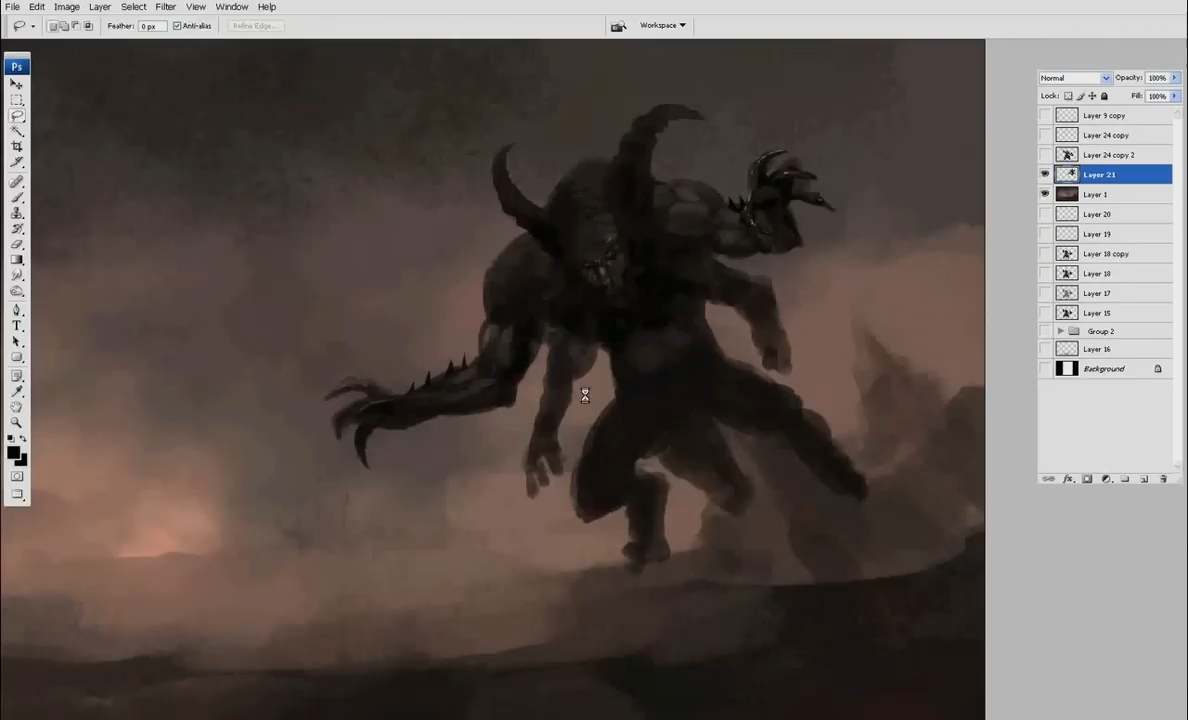 File Edit Image Layer Select Filter View Window Help
Feather: 0 px Anti-alias Refine Edge... Workspace
Ps
T
Normal Opacity: 100%
Lock: Fill: 100%
Layer 9 copy
Layer 24 copy
Layer 24 copy 2
Layer 21
Layer 1
Layer 20
Layer 19
Layer 18 copy
Layer 18
Layer 17
Layer 15
Group 2
Layer 16
Background
fx